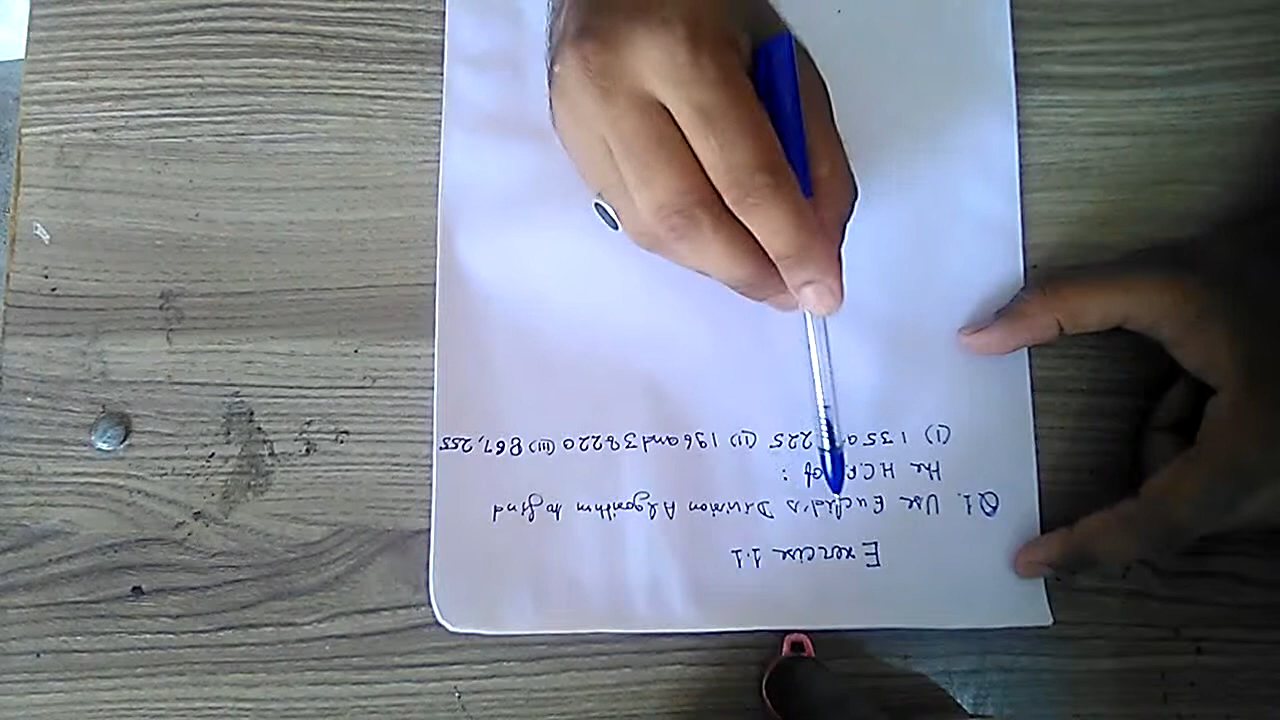 Exercise 1.1
Q1. Use Euclid's Division Algorithm to find
the H.C.F of :
(i) 135 a 225 (ii) 196 and 38220 (iii) 867, 255